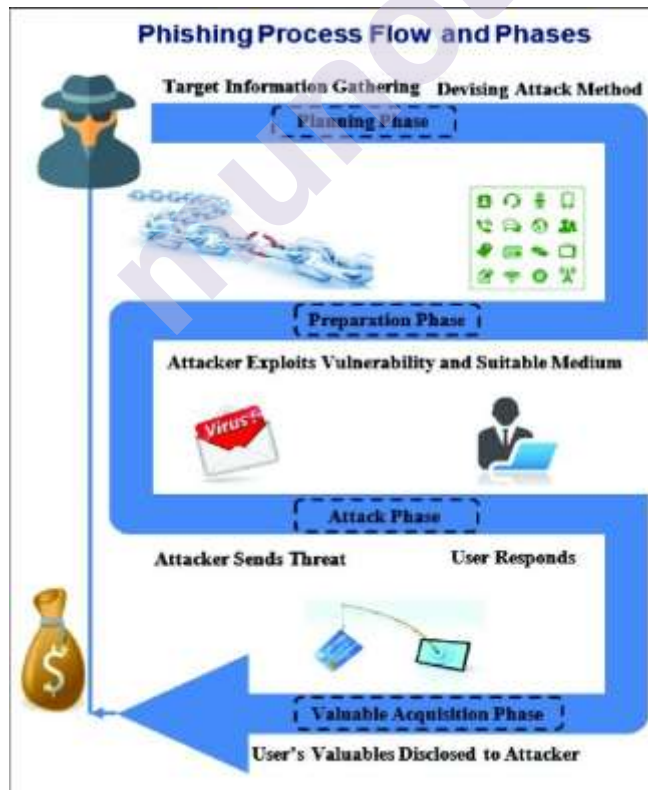 Phishing Process Flow and Phases
Target Information Gathering Devising Attack Method
Planning Phase
Preparation Phase
Attacker Exploits Vulnerability and Suitable Medium
Virus!
Attack Phase
Attacker Sends Threat User Responds
$
Valuable Acquisition Phase
User's Valuables Disclosed to Attacker